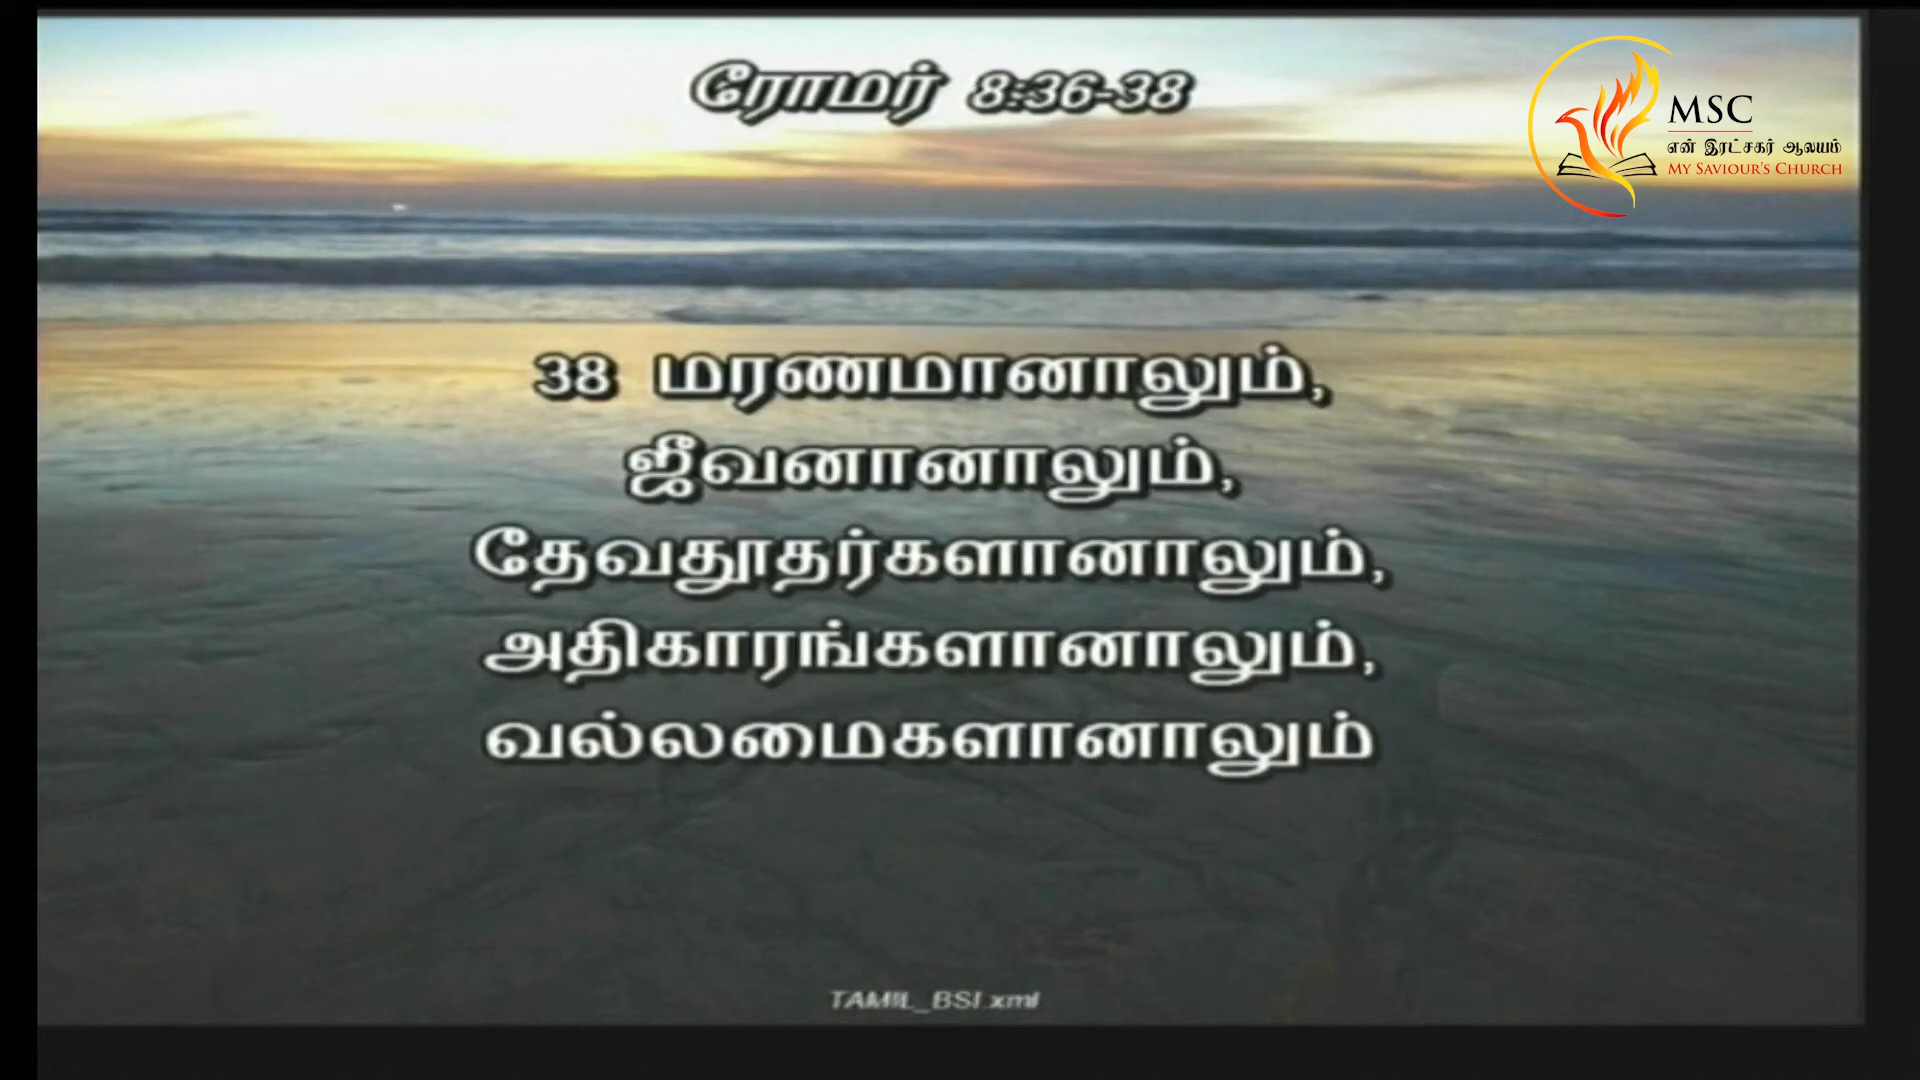 ரோமர் 8:36-38
MSC
என் இரட்சகர் ஆலயம்
MY SAVIOUR'S CHURCH
38 மரணமானாலும்,
ஜீவனானாலும்,
தேவதூதர்களானாலும்,
அதிகாரங்களானாலும்,
வல்லமைகளானாலும்
TAMIL_BSI.xml